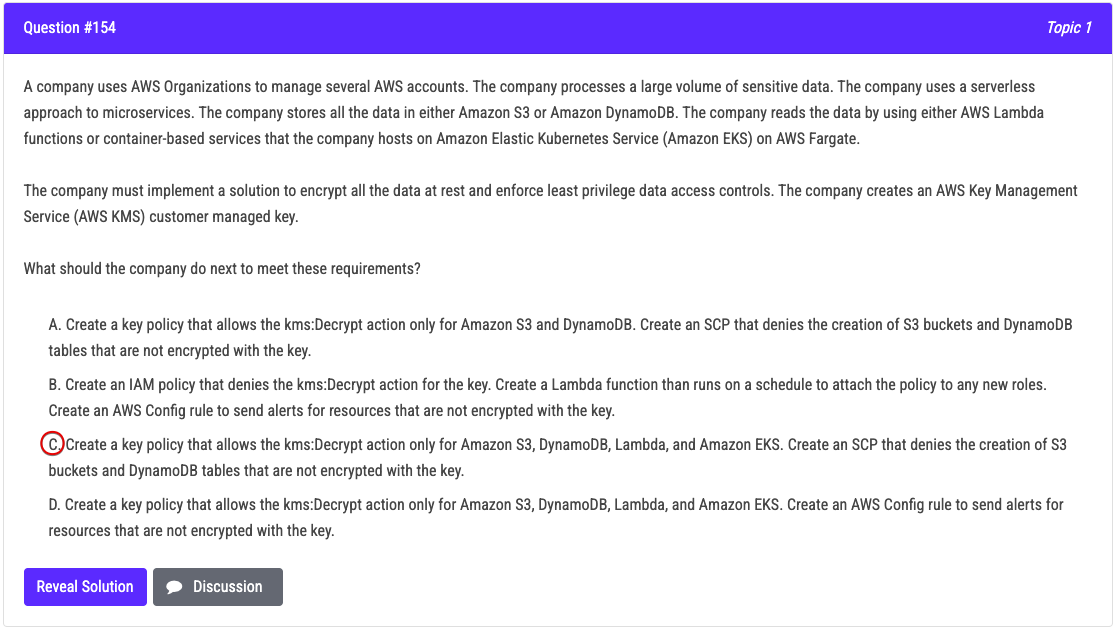 Question #154
Topic 1
A company uses AWS Organizations to manage several AWS accounts. The company processes a large volume of sensitive data. The company uses a serverless
approach to microservices. The company stores all the data in either Amazon S3 or Amazon DynamoDB. The company reads the data by using either AWS Lambda
functions or container-based services that the company hosts on Amazon Elastic Kubernetes Service (Amazon EKS) on AWS Fargate.
The company must implement a solution to encrypt all the data at rest and enforce least privilege data access controls. The company creates an AWS Key Management
Service (AWS KMS) customer managed key.
What should the company do next to meet these requirements?
A. Create a key policy that allows the kms:Decrypt action only for Amazon S3 and DynamoDB. Create an SCP that denies the creation of S3 buckets and DynamoDB
tables that are not encrypted with the key.
B. Create an IAM policy that denies the kms:Decrypt action for the key. Create a Lambda function than runs on a schedule to attach the policy to any new roles.
Create an AWS Config rule to send alerts for resources that are not encrypted with the key.
C. Create a key policy that allows the kms:Decrypt action only for Amazon S3, DynamoDB, Lambda, and Amazon EKS. Create an SCP that denies the creation of S3
buckets and DynamoDB tables that are not encrypted with the key.
D. Create a key policy that allows the kms:Decrypt action only for Amazon S3, DynamoDB, Lambda, and Amazon EKS. Create an AWS Config rule to send alerts for
resources that are not encrypted with the key.
Reveal Solution
Discussion